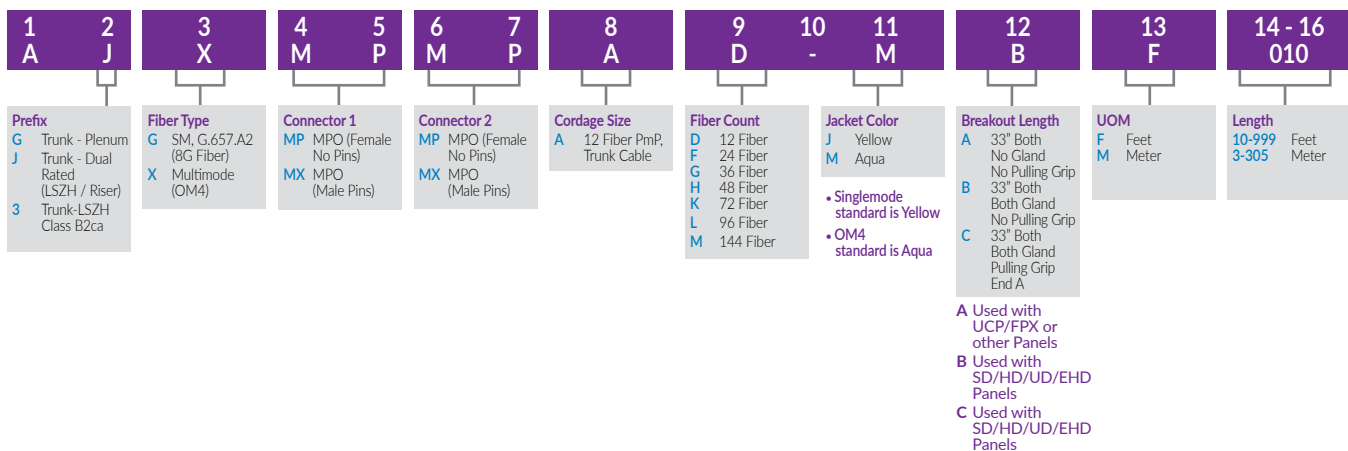 1 2 3 4 5 6 7 8 9 10 11 12 13 14 - 16
A J X M P M P A D - M B F 010
Prefix
G Trunk - Plenum
J Trunk - Dual
Rated
(LSZH / Riser)
3 Trunk-LSZH
Class B2ca
Fiber Type
G SM, G.657.A2
(8G Fiber)
X Multimode
(OM4)
Connector 1
MP MPO (Female
No Pins)
MX MPO
(Male Pins)
Connector 2
MP MPO (Female
No Pins)
MX MPO
(Male Pins)
Cordage Size
A 12 Fiber PmP,
Trunk Cable
Fiber Count
D 12 Fiber
F 24 Fiber
G 36 Fiber
H 48 Fiber
K 72 Fiber
L 96 Fiber
M 144 Fiber
Jacket Color
J Yellow
M Aqua
• Singlemode
standard is Yellow
• OM4
standard is Aqua
Breakout Length
A 33” Both
No Gland
No Pulling Grip
B 33” Both
Both Gland
No Pulling Grip
C 33” Both
Both Gland
Pulling Grip
End A
A Used with
UCP/FPX or
other Panels
B Used with
SD/HD/UD/EHD
Panels
C Used with
SD/HD/UD/EHD
Panels
UOM
F Feet
M Meter
Length
10-999 Feet
3-305 Meter